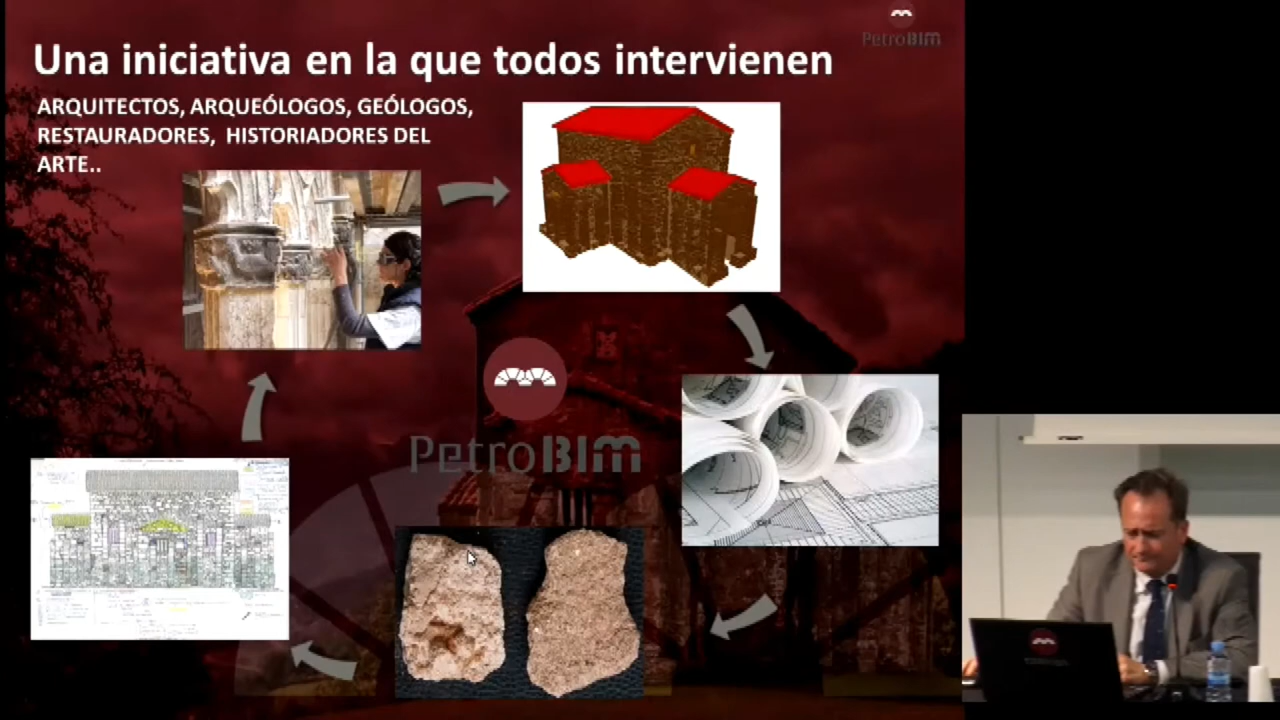 PetroBIM
Una iniciativa en la que todos intervienen
ARQUITECTOS, ARQUEÓLOGOS, GEÓLOGOS,
RESTAURADORES, HISTORIADORES DEL
ARTE..
PetroBIM